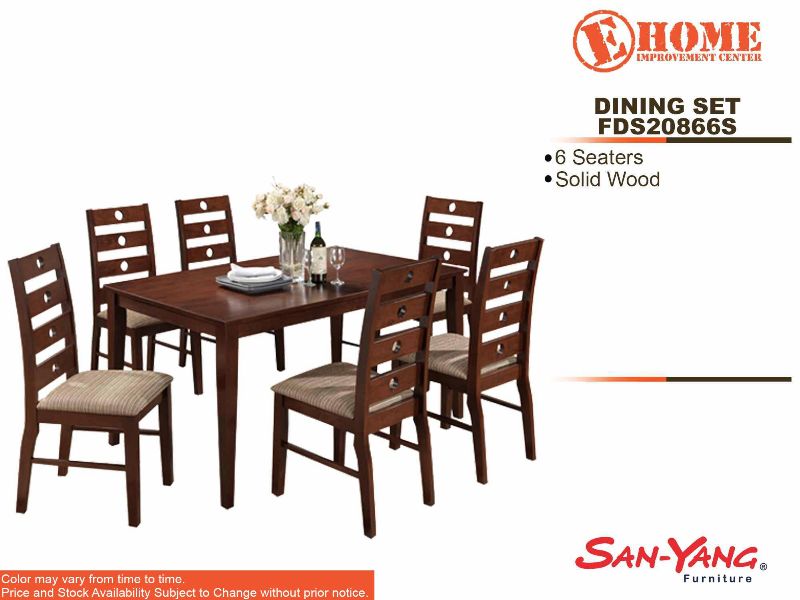 E HOME
IMPROVEMENT CENTER
DINING SET
FDS20866S
•6 Seaters
•Solid Wood
SAN-YANG®
Furniture
Color may vary from time to time.
Price and Stock Availability Subject to Change without prior notice.